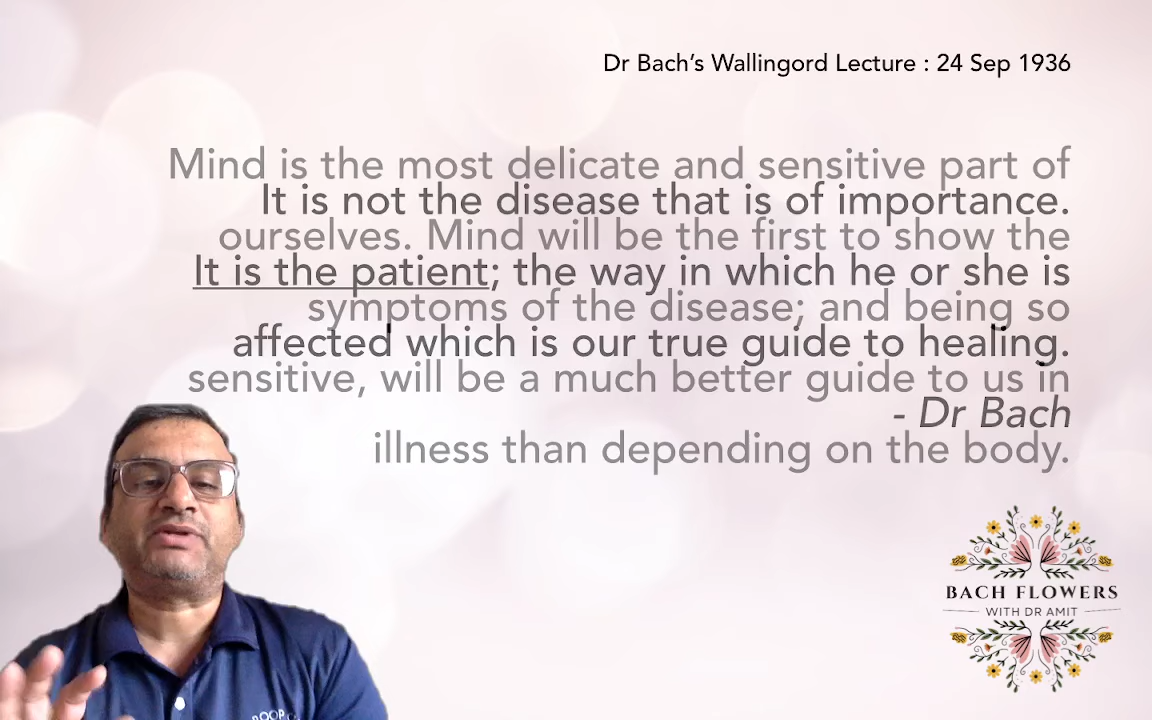 Dr Bach's Wallingord Lecture : 24 Sep 1936
Mind is the most delicate and sensitive part of
It is not the disease that is of importance.
ourselves. Mind will be the first to show the
It is the patient; the way in which he or she is
symptoms of the disease; and being so
affected which is our true guide to healing.
sensitive, will be a much better guide to us in
- Dr Bach
illness than depending on the body.
BACH FLOWERS
WITH DR AMIT